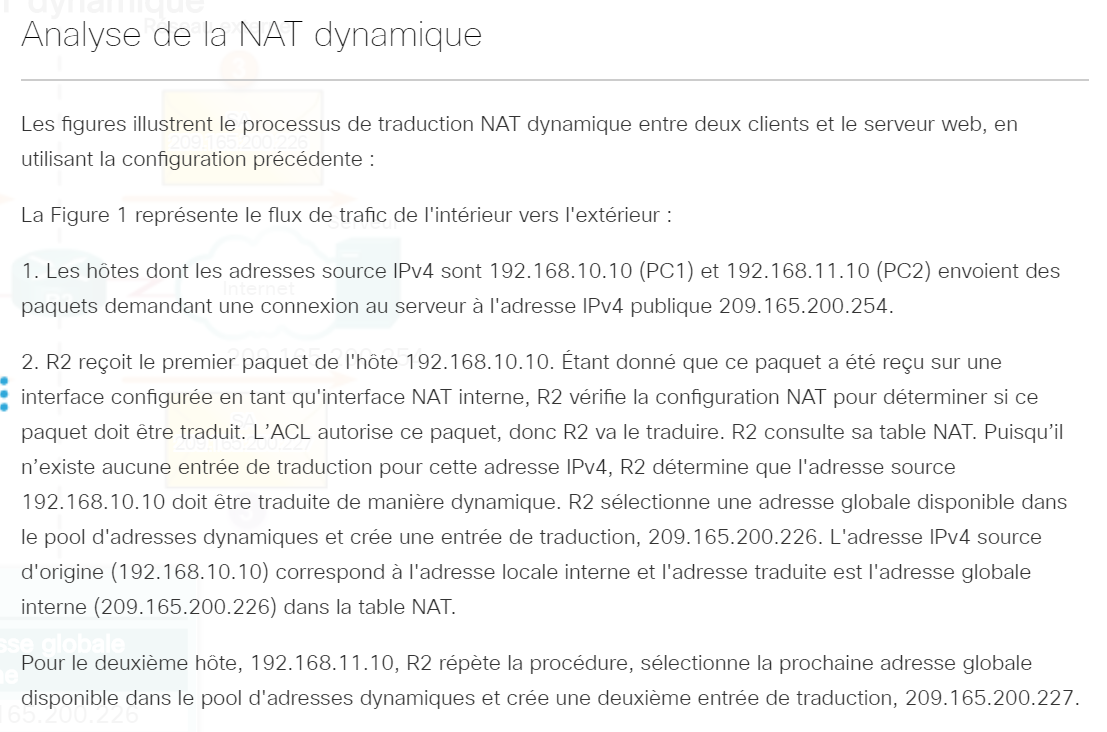 Analyse de la NAT dynamique
Les figures illustrent le processus de traduction NAT dynamique entre deux clients et le serveur web, en
utilisant la configuration précédente :
La Figure 1 représente le flux de trafic de l'intérieur vers l'extérieur :
1. Les hôtes dont les adresses source IPv4 sont 192.168.10.10 (PC1) et 192.168.11.10 (PC2) envoient des
paquets demandant une connexion au serveur à l'adresse IPv4 publique 209.165.200.254.
2. R2 reçoit le premier paquet de l'hôte 192.168.10.10. Étant donné que ce paquet a été reçu sur une
interface configurée en tant qu'interface NAT interne, R2 vérifie la configuration NAT pour déterminer si ce
paquet doit être traduit. L’ACL autorise ce paquet, donc R2 va le traduire. R2 consulte sa table NAT. Puisqu’il
n’existe aucune entrée de traduction pour cette adresse IPv4, R2 détermine que l'adresse source
192.168.10.10 doit être traduite de manière dynamique. R2 sélectionne une adresse globale disponible dans
le pool d'adresses dynamiques et crée une entrée de traduction, 209.165.200.226. L'adresse IPv4 source
d'origine (192.168.10.10) correspond à l'adresse locale interne et l'adresse traduite est l'adresse globale
interne (209.165.200.226) dans la table NAT.
Pour le deuxième hôte, 192.168.11.10, R2 répète la procédure, sélectionne la prochaine adresse globale
disponible dans le pool d'adresses dynamiques et crée une deuxième entrée de traduction, 209.165.200.227.